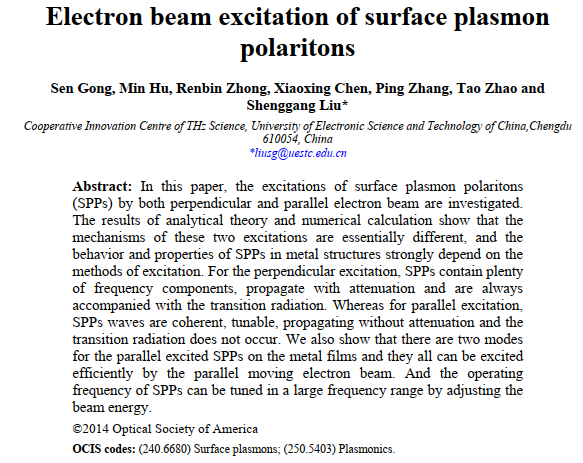 Electron beam excitation of surface plasmon
polaritons
Sen Gong, Min Hu, Renbin Zhong, Xiaoxing Chen, Ping Zhang, Tao Zhao and
Shenggang Liu*
Cooperative Innovation Centre of THz Science, University of Electronic Science and Technology of China,Chengdu
610054, China
*liusg@uestc.edu.cn
Abstract: In this paper, the excitations of surface plasmon polaritons
(SPPs) by both perpendicular and parallel electron beam are investigated.
The results of analytical theory and numerical calculation show that the
mechanisms of these two excitations are essentially different, and the
behavior and properties of SPPs in metal structures strongly depend on the
methods of excitation. For the perpendicular excitation, SPPs contain plenty
of frequency components, propagate with attenuation and are always
accompanied with the transition radiation. Whereas for parallel excitation,
SPPs waves are coherent, tunable, propagating without attenuation and the
transition radiation does not occur. We also show that there are two modes
for the parallel excited SPPs on the metal films and they all can be excited
efficiently by the parallel moving electron beam. And the operating
frequency of SPPs can be tuned in a large frequency range by adjusting the
beam energy.
©2014 Optical Society of America
OCIS codes: (240.6680) Surface plasmons; (250.5403) Plasmonics.